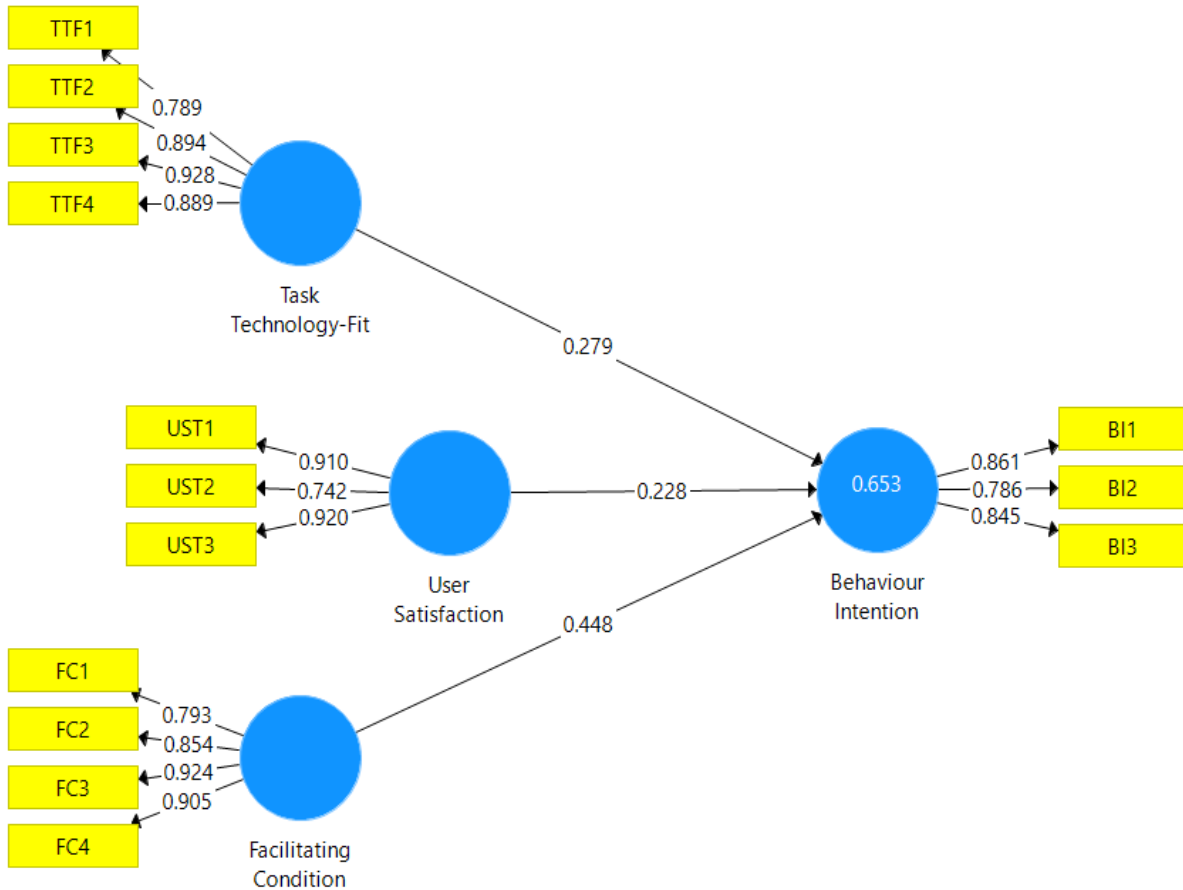 TTF1
TTF2
TTF3
TTF4
0.789
0.894
0.928
0.889
Task
Technology-Fit
0.279
UST1
UST2
UST3
0.910
0.742
0.920
User
Satisfaction
0.228
0.653
Behaviour
Intention
0.861
0.786
0.845
BI1
BI2
BI3
0.448
FC1
FC2
FC3
FC4
0.793
0.854
0.924
0.905
Facilitating
Condition